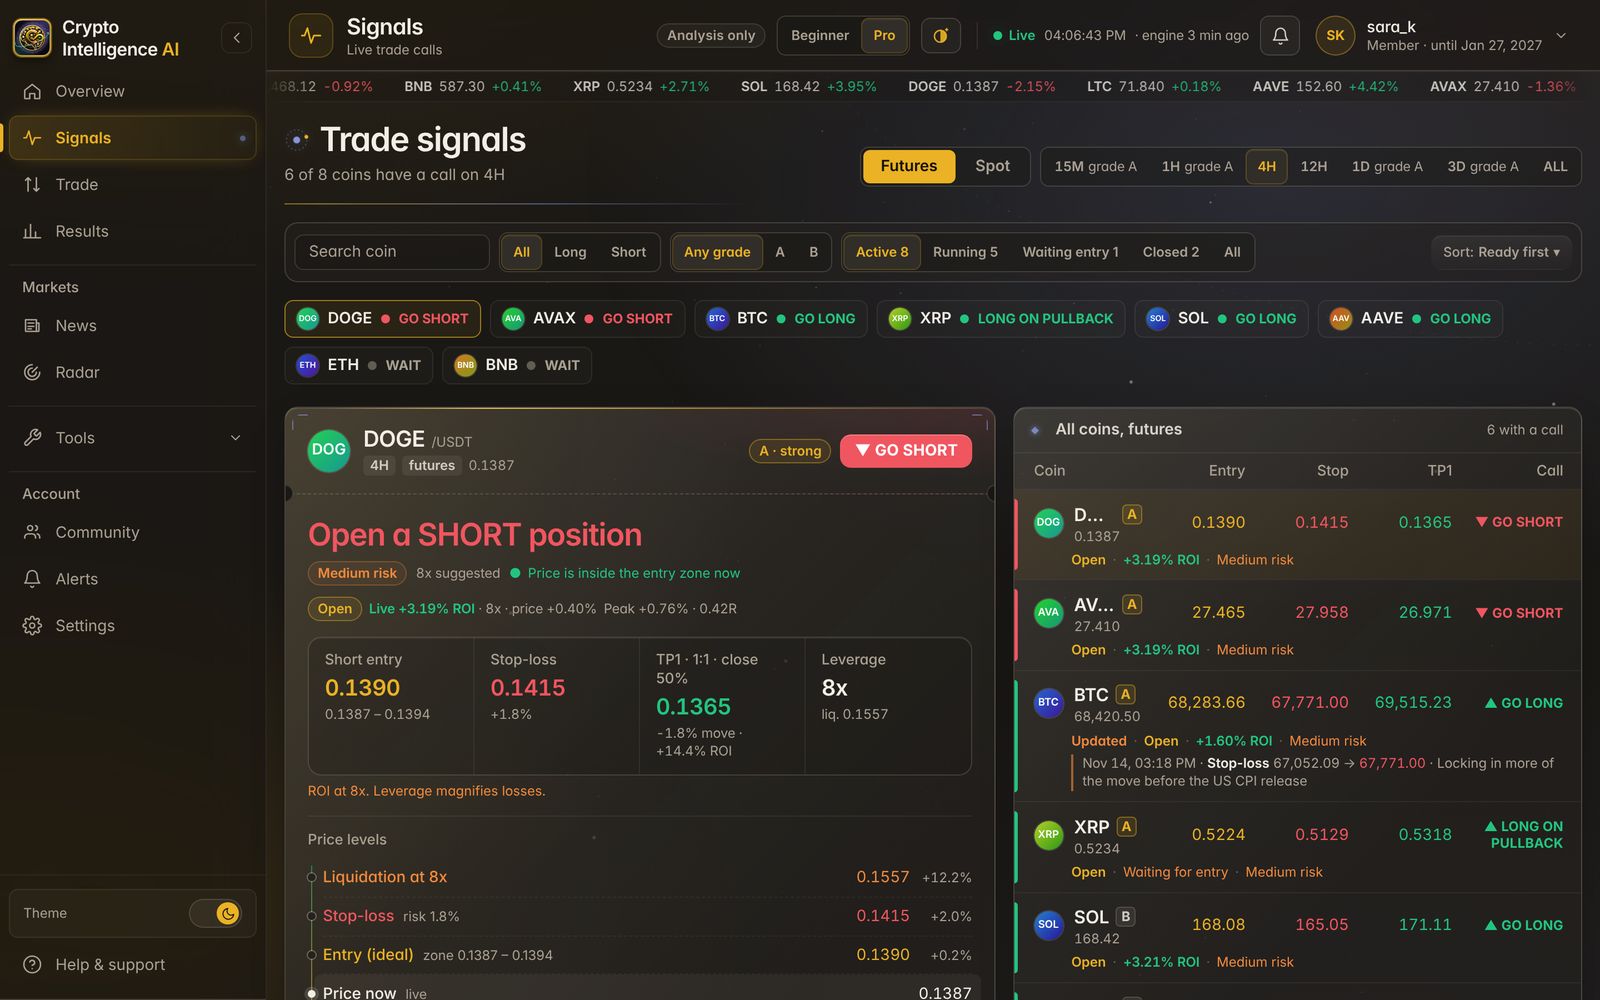 Crypto
Intelligence AI
Overview
Signals
Trade
Results
Markets
News
Radar
Tools
Account
Community
Alerts
Settings
Theme
Help & support
Signals
Live trade calls
Analysis only
Beginner Pro
Live 04:06:43 PM · engine 3 min ago
SK
sara_k
Member · until Jan 27, 2027
468.12 -0.92% BNB 587.30 +0.41% XRP 0.5234 +2.71% SOL 168.42 +3.95% DOGE 0.1387 -2.15% LTC 71.840 +0.18% AAVE 152.60 +4.42% AVAX 27.410 -1.36%
Trade signals
6 of 8 coins have a call on 4H
Futures Spot
15M grade A 1H grade A 4H 12H 1D grade A 3D grade A ALL
Search coin
All Long Short
Any grade A B
Active 8 Running 5 Waiting entry 1 Closed 2 All
Sort: Ready first ▾
DOG DOGE GO SHORT
AVA AVAX GO SHORT
BTC BTC GO LONG
XRP XRP LONG ON PULLBACK
SOL SOL GO LONG
AAV AAVE GO LONG
ETH ETH WAIT
BNB BNB WAIT
DOG
DOGE /USDT
4H futures 0.1387
A · strong
▼ GO SHORT
Open a SHORT position
Medium risk 8x suggested Price is inside the entry zone now
Open Live +3.19% ROI · 8x · price +0.40% Peak +0.76% · 0.42R
Short entry
0.1390
0.1387 – 0.1394
Stop-loss
0.1415
+1.8%
TP1 · 1:1 · close
50%
0.1365
-1.8% move ·
+14.4% ROI
Leverage
8x
liq. 0.1557
ROI at 8x. Leverage magnifies losses.
Price levels
Liquidation at 8x 0.1557 +12.2%
Stop-loss risk 1.8% 0.1415 +2.0%
Entry (ideal) zone 0.1387 – 0.1394 0.1390 +0.2%
Price now live 0.1387
All coins, futures 6 with a call
Coin Entry Stop TP1 Call
DOG D... A 0.1390 0.1415 0.1365 ▼ GO SHORT
0.1387
Open · +3.19% ROI · Medium risk
AVA AV... A 27.465 27.958 26.971 ▼ GO SHORT
27.410
Open · +3.19% ROI · Medium risk
BTC BTC A 68,283.66 67,771.00 69,515.23 ▲ GO LONG
68,420.50
Updated · Open · +1.60% ROI · Medium risk
Nov 14, 03:18 PM · Stop-loss 67,052.09 → 67,771.00 · Locking in more of
the move before the US CPI release
XRP XRP A 0.5224 0.5129 0.5318 ▲ LONG ON
PULLBACK
0.5234
Open · Waiting for entry · Medium risk
SOL SOL B 168.08 165.05 171.11 ▲ GO LONG
168.42
Open · +3.21% ROI · Medium risk